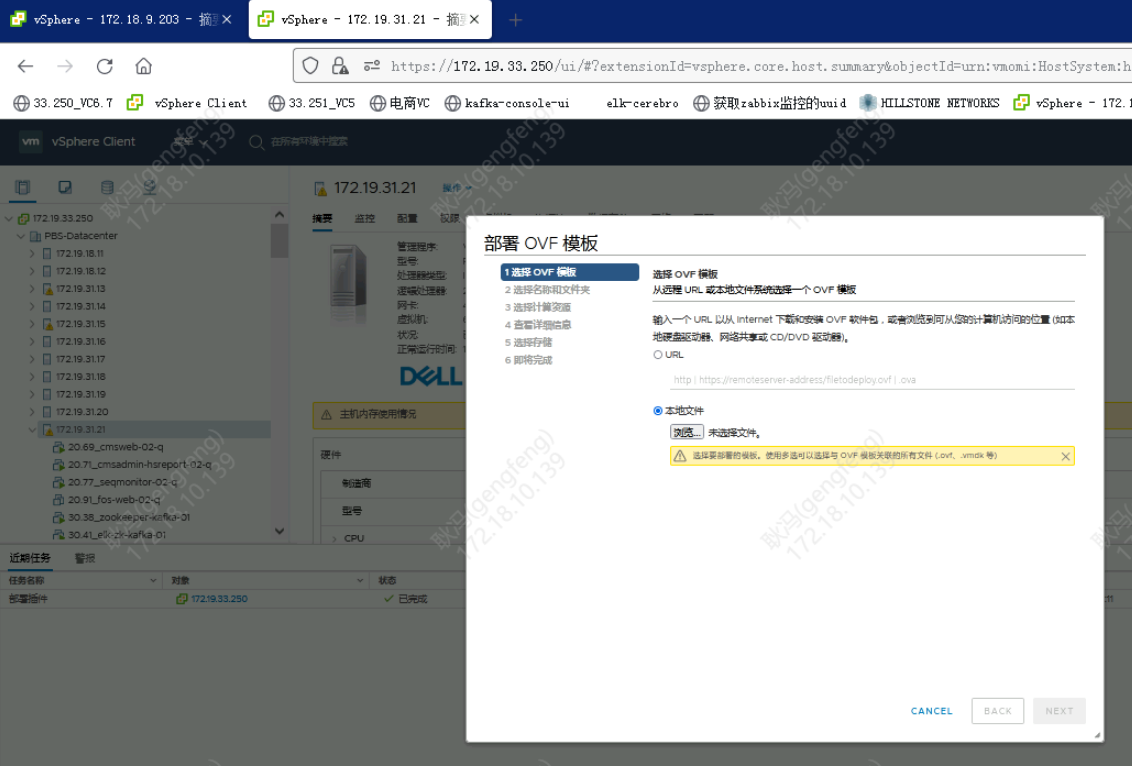 vSphere - 172.18.9.203 - 摘
vSphere - 172.19.31.21 - 摘
https://172.19.33.250/ui/#?extensionId=vsphere.core.host.summary&objectId=urn:vmomi:HostSystem:h
33.250_VC6.7 vSphere Client 33.251_VC5 电商VC kafka-console-ui elk-cerebro 获取zabbix监控的uuid HILLSTONE NETWORKS vSphere - 172.1
vm vSphere Client 菜单 在所有环境中搜索
172.19.31.21 操作
摘要 监控 配置 权限
172.19.33.250
PBS-Datacenter
172.19.18.11
172.19.18.12
172.19.31.13
172.19.31.14
172.19.31.15
172.19.31.16
172.19.31.17
172.19.31.18
172.19.31.19
172.19.31.20
172.19.31.21
20.69_cmsweb-02-q
20.71_cmsadmin-hsreport-02-q
20.77_seqmonitor-02-q
20.91_fos-web-02-q
30.38_zookeeper-kafka-01
30.41_elk-zk-kafka-01
管理程序:
型号:
处理器类型:
逻辑处理器:
网卡:
虚拟机:
状况:
正常运行时间:
DELL
主机内存使用情况
硬件
制造商
型号
CPU
部署 OVF 模板
1 选择 OVF 模板
2 选择名称和文件夹
3 选择计算资源
4 查看详细信息
5 选择存储
6 即将完成
选择 OVF 模板
从远程 URL 或本地文件系统选择一个 OVF 模板
输入一个 URL 以从 Internet 下载和安装 OVF 软件包，或者浏览到可从您的计算机访问的位置 (如本
地硬盘驱动器、网络共享或 CD/DVD 驱动器)。
URL
http | https://remoteserver-address/filetodeploy.ovf | .ova
本地文件
浏览... 未选择文件。
选择要部署的模板。使用多选可以选择与 OVF 模板关联的所有文件 (.ovf、.vmdk 等)
CANCEL BACK NEXT
近期任务 警报
任务名称 对象 状态
部署插件 172.19.33.250 已完成
耿冯(gengfeng)
172.18.10.139